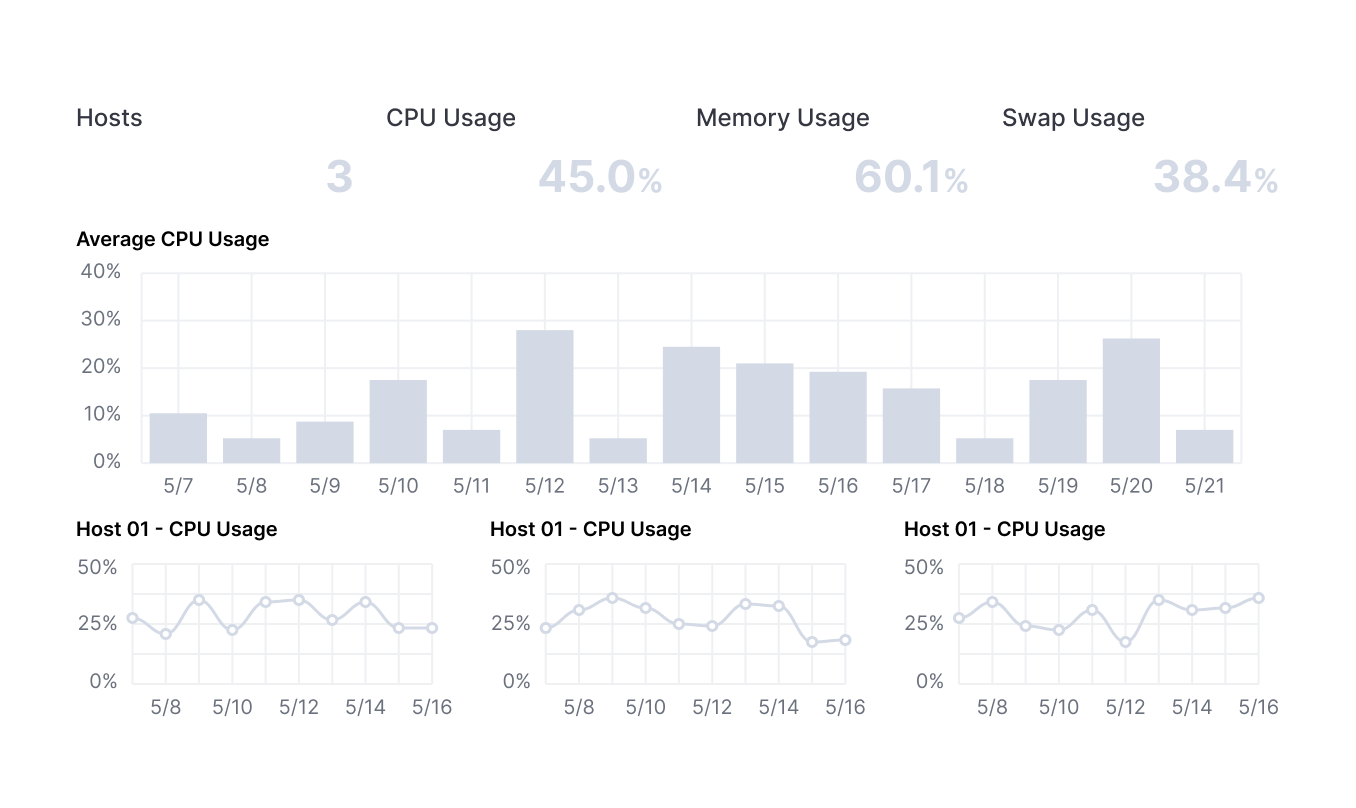 Hosts CPU Usage Memory Usage Swap Usage
3 45.0% 60.1% 38.4%
Average CPU Usage
40%
30%
20%
10%
0%
5/7 5/8 5/9 5/10 5/11 5/12 5/13 5/14 5/15 5/16 5/17 5/18 5/19 5/20 5/21
Host 01 - CPU Usage Host 01 - CPU Usage Host 01 - CPU Usage
50% 50% 50%
25% 25% 25%
0% 0% 0%
5/8 5/10 5/12 5/14 5/16 5/8 5/10 5/12 5/14 5/16 5/8 5/10 5/12 5/14 5/16